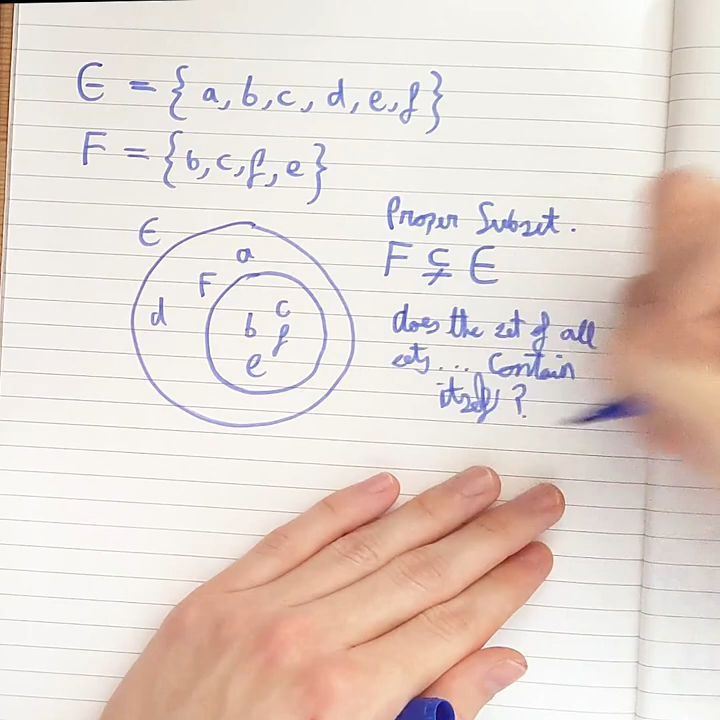 E = { a, b, c, d, e, f }
F = { b, c, f, e }
Proper Subset.
F ⊊ E
does the set of all
sets... contain
itself?
E
a
F
d
c
b
f
e